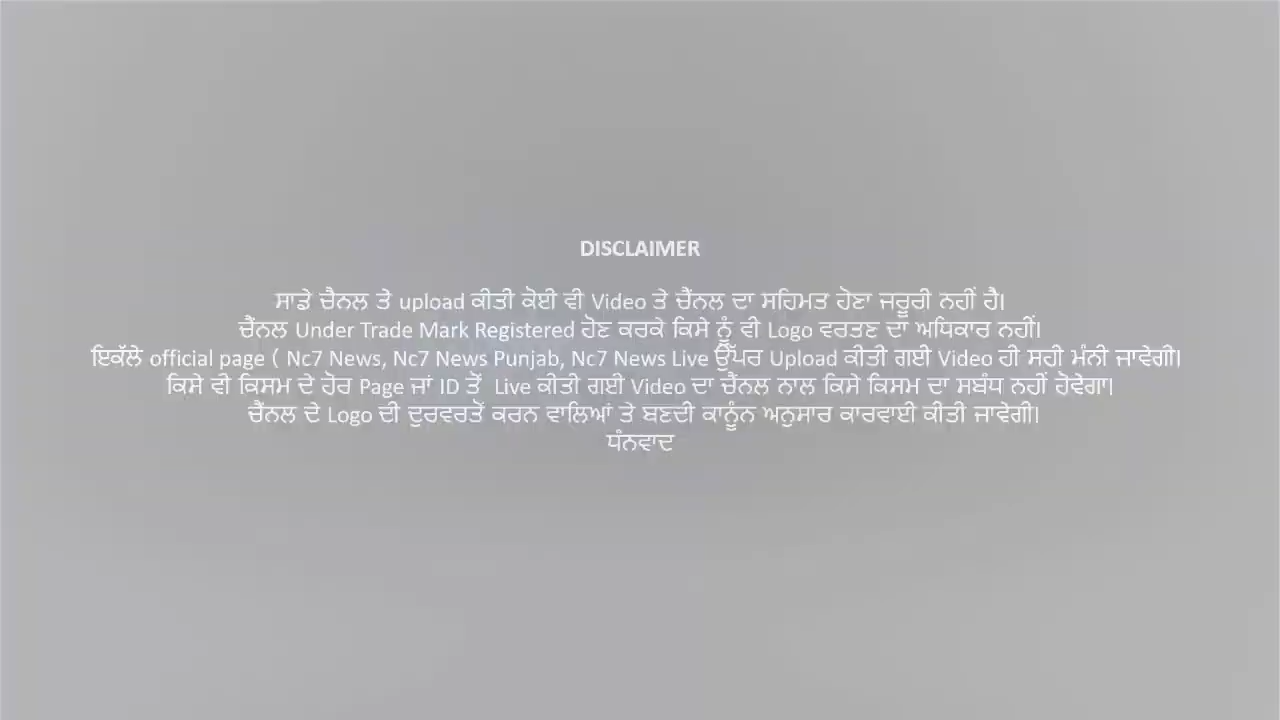 DISCLAIMER
ਸਾਡੇ ਚੈਨਲ ਤੇ upload ਕੀਤੀ ਕੋਈ ਵੀ Video ਤੇ ਚੈਂਨਲ ਦਾ ਸਹਿਮਤ ਹੋਣਾ ਜਰੂਰੀ ਨਹੀਂ ਹੈ।
ਚੈਂਨਲ Under Trade Mark Registered ਹੋਣ ਕਰਕੇ ਕਿਸੇ ਨੂੰ ਵੀ Logo ਵਰਤਣ ਦਾ ਅਧਿਕਾਰ ਨਹੀਂ।
ਇਕੱਲੇ official page ( Nc7 News, Nc7 News Punjab, Nc7 News Live ਉੱਪਰ Upload ਕੀਤੀ ਗਈ Video ਹੀ ਸਹੀ ਮੰਨੀ ਜਾਵੇਗੀ।
ਕਿਸੇ ਵੀ ਕਿਸਮ ਦੇ ਹੋਰ Page ਜਾਂ ID ਤੋਂ Live ਕੀਤੀ ਗਈ Video ਦਾ ਚੈਂਨਲ ਨਾਲ ਕਿਸੇ ਕਿਸਮ ਦਾ ਸਬੰਧ ਨਹੀਂ ਹੋਵੇਗਾ।
ਚੈਂਨਲ ਦੇ Logo ਦੀ ਦੁਰਵਰਤੋਂ ਕਰਨ ਵਾਲਿਆਂ ਤੇ ਬਣਦੀ ਕਾਨੂੰਨ ਅਨੁਸਾਰ ਕਾਰਵਾਈ ਕੀਤੀ ਜਾਵੇਗੀ।
ਧੰਨਵਾਦ